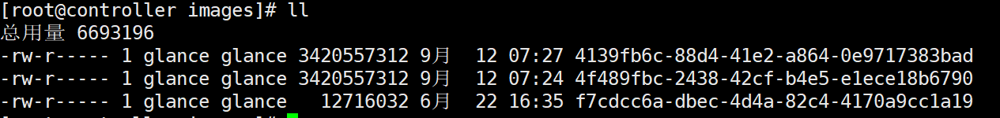 [root@controller images]# ll
总用量 6693196
-rw-r----- 1 glance glance 3420557312 9月  12 07:27 4139fb6c-88d4-41e2-a864-0e9717383bad
-rw-r----- 1 glance glance 3420557312 9月  12 07:24 4f489fbc-2438-42cf-b4e5-e1ece18b6790
-rw-r----- 1 glance glance   12716032 6月  22 16:35 f7cdcc6a-dbec-4d4a-82c4-4170a9cc1a19